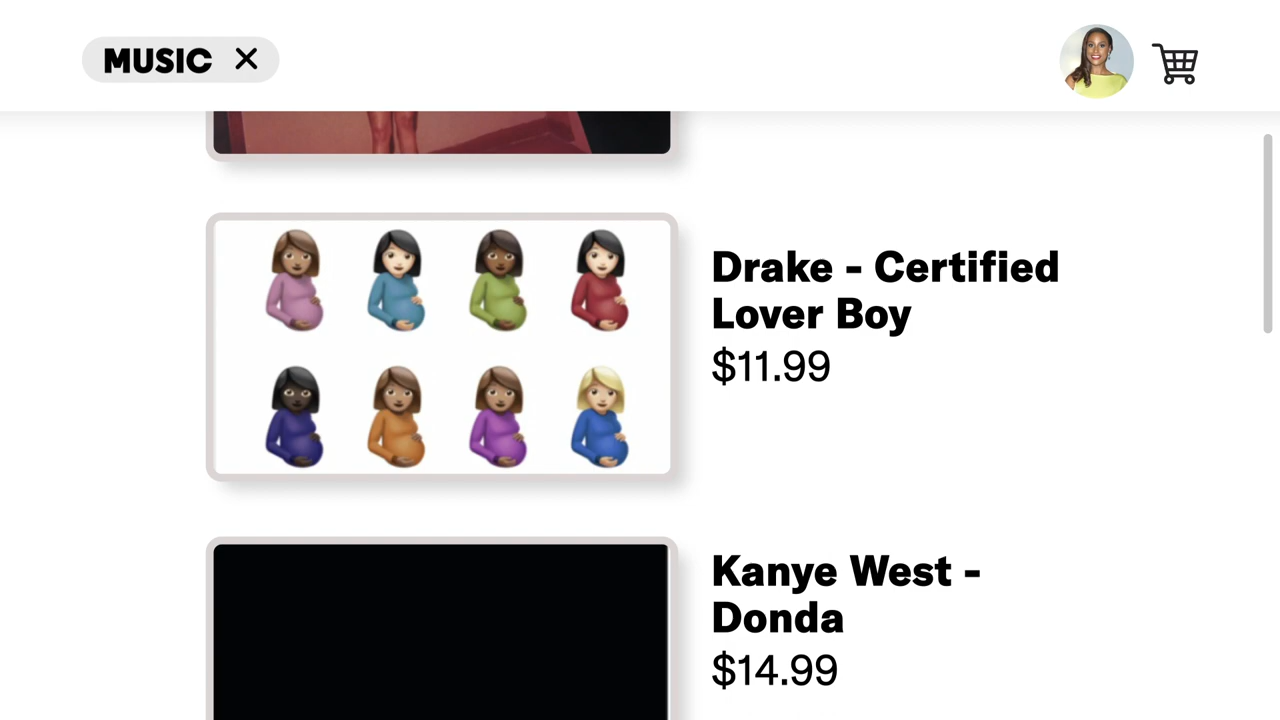 MUSIC
Drake - Certified
Lover Boy
$11.99
Kanye West -
Donda
$14.99